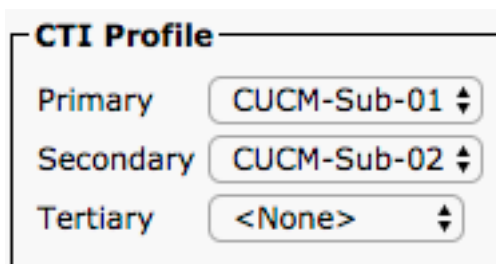 CTI Profile
Primary CUCM-Sub-01
Secondary CUCM-Sub-02
Tertiary <None>